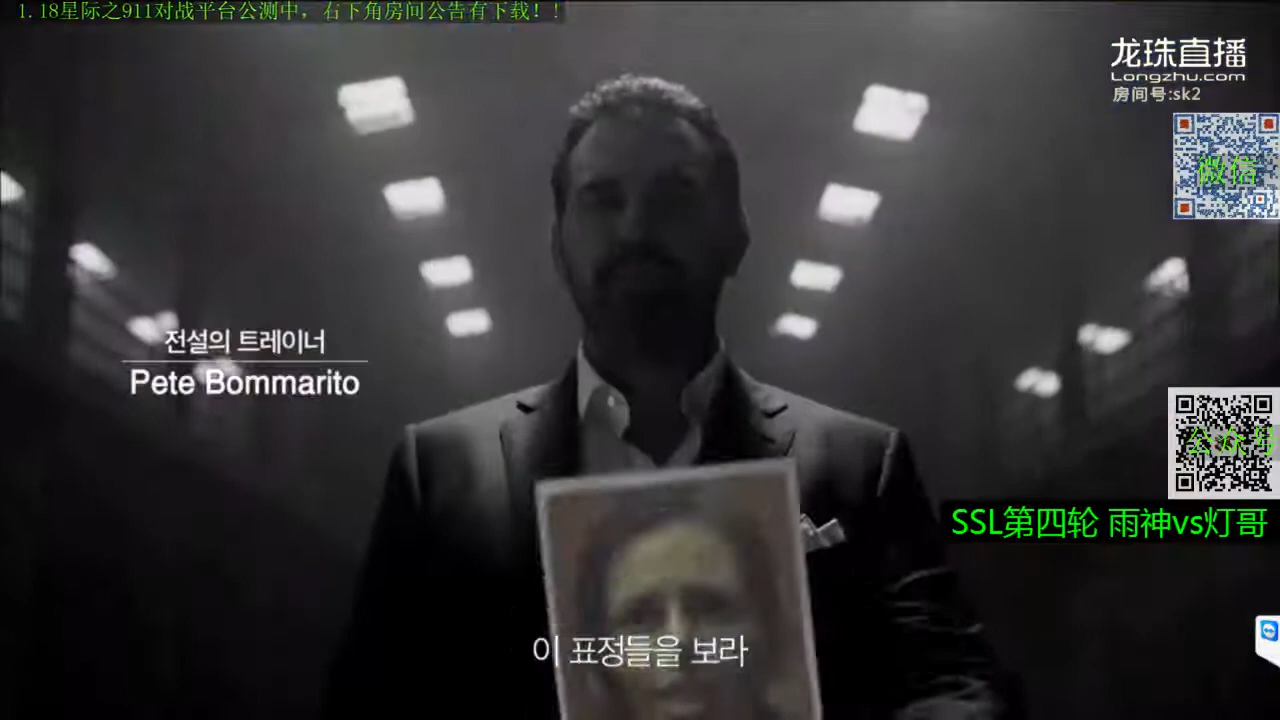 1.18星际之911对战平台公测中，右下角房间公告有下载！！
龙珠直播
Longzhu.com
房间号:sk2
微信
전설의 트레이너
Pete Bommarito
公众号
SSL第四轮 雨神vs灯哥
이 표정들을 보라